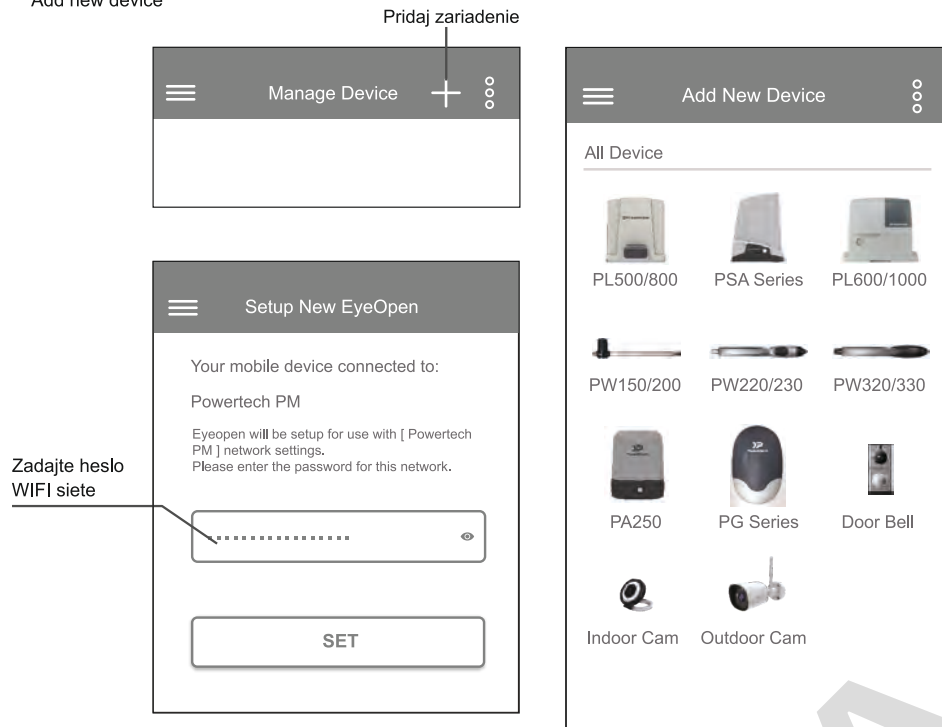 Add new device
Pridaj zariadenie
Manage Device
Setup New EyeOpen
Your mobile device connected to:
Powertech PM
Eyeopen will be setup for use with [ Powertech
PM ] network settings.
Please enter the password for this network.
Zadajte heslo
WIFI siete
SET
Add New Device
All Device
PL500/800 PSA Series PL600/1000
PW150/200 PW220/230 PW320/330
PA250 PG Series Door Bell
Indoor Cam Outdoor Cam